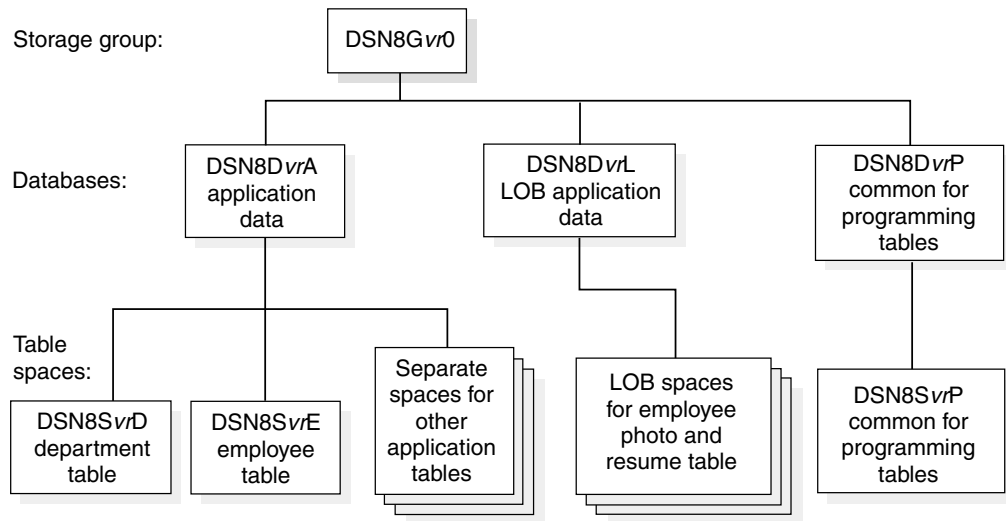 Storage group:
DSN8Gvr0
Databases:
DSN8DvrA
application
data
DSN8DvrL
LOB application
data
DSN8DvrP
common for
programming
tables
Table
spaces:
DSN8SvrD
department
table
DSN8SvrE
employee
table
Separate
spaces for
other
application
tables
LOB spaces
for employee
photo and
resume table
DSN8SvrP
common for
programming
tables